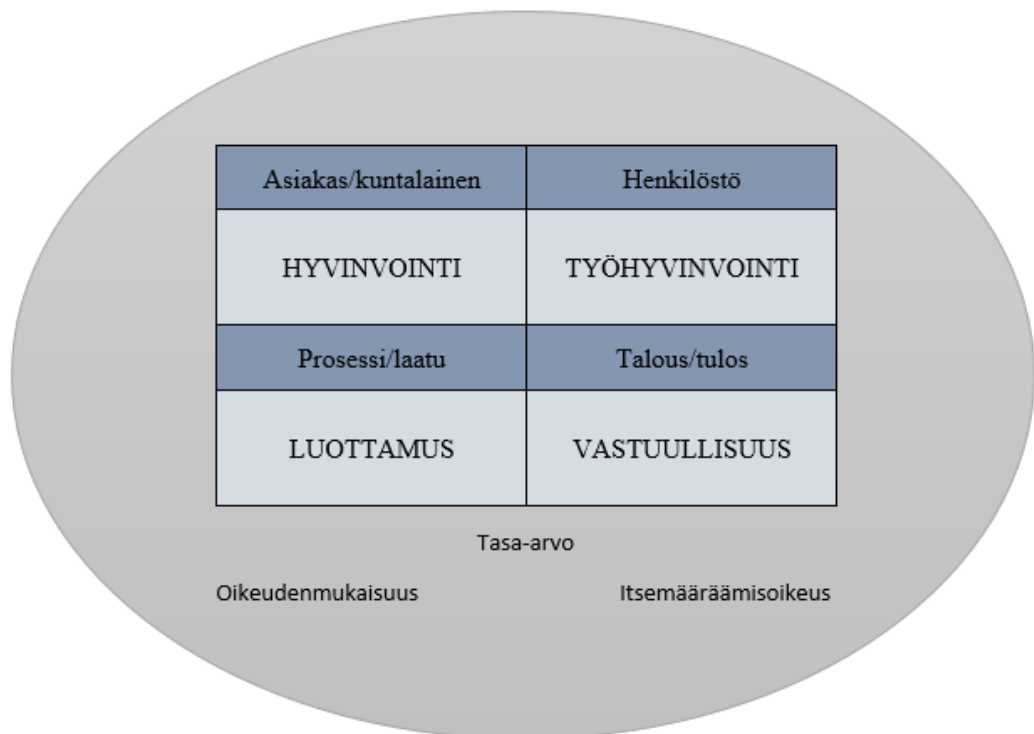 Asiakas/kuntalainen Henkilöstö
HYVINVOINTI TYÖHYVINVOINTI
Prosessi/laatu Talous/tulos
LUOTTAMUS VASTUULLISUUS
Tasa-arvo
Oikeudenmukaisuus Itsemääräämisoikeus